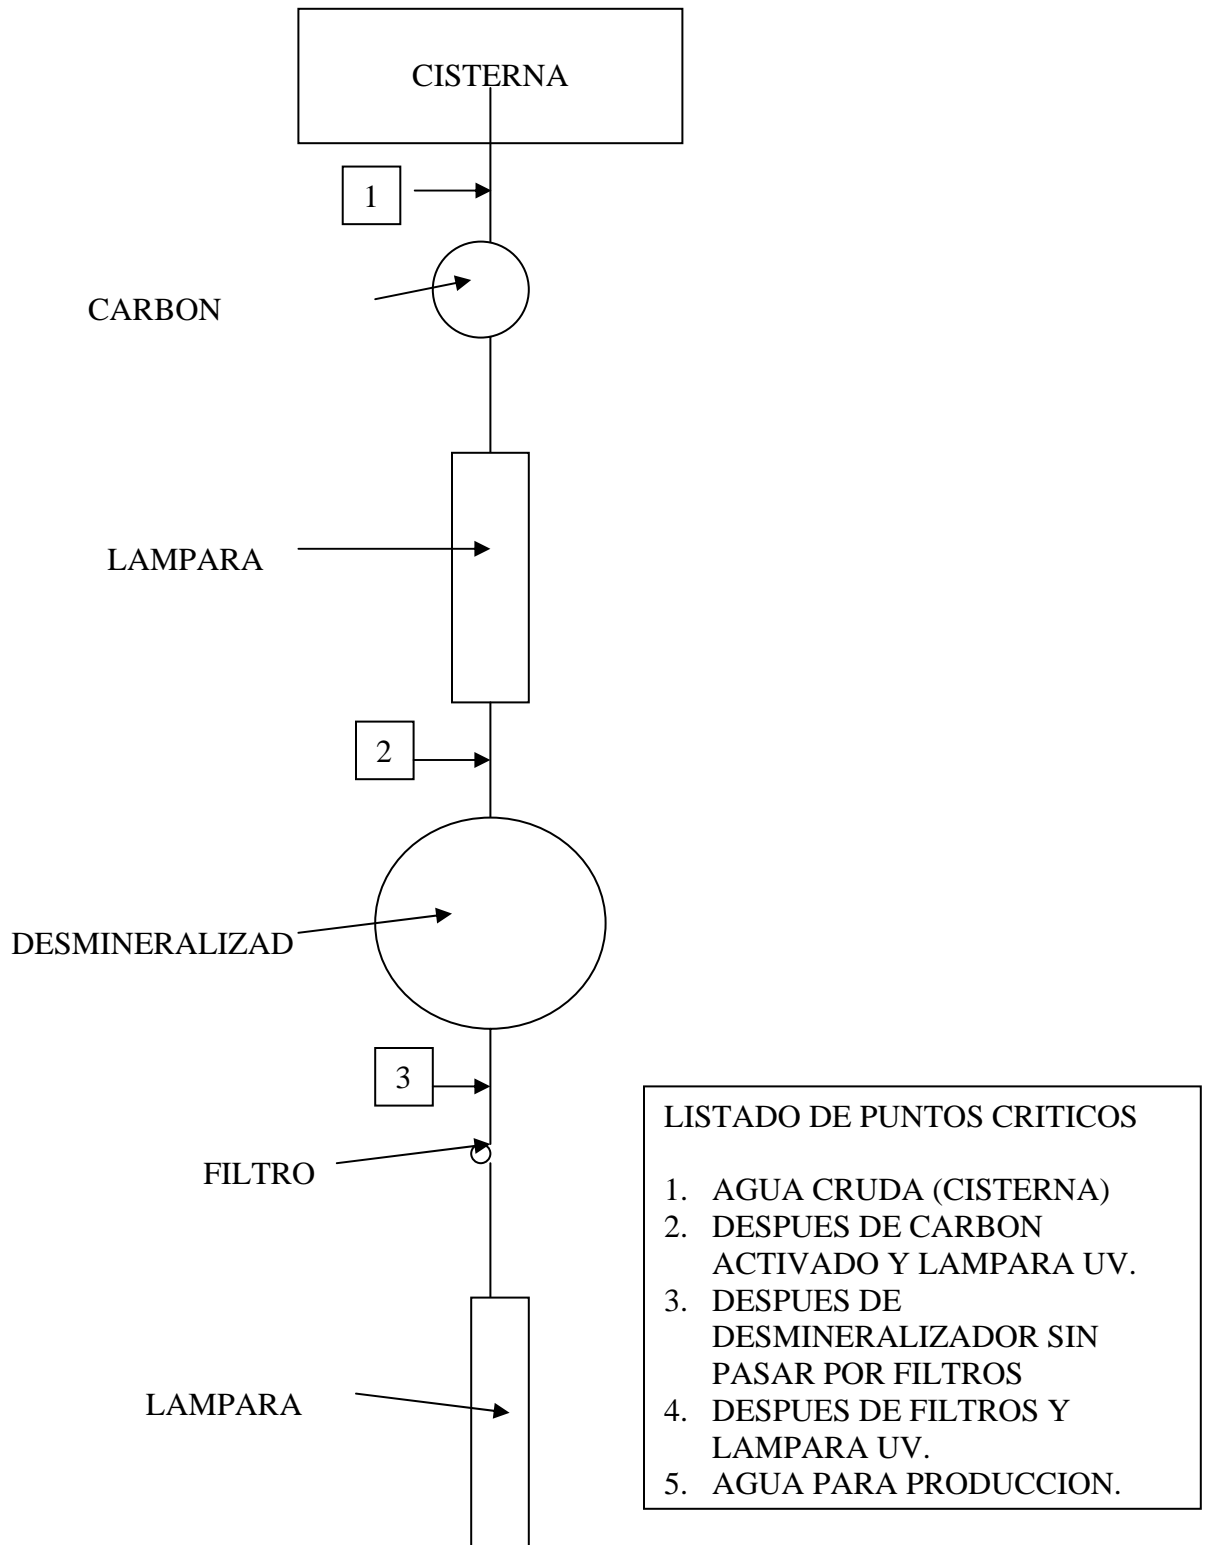 CISTERNA
1
CARBON
LAMPARA
2
DESMINERALIZAD
3
FILTRO
LAMPARA
LISTADO DE PUNTOS CRITICOS
1. AGUA CRUDA (CISTERNA)
2. DESPUES DE CARBON
ACTIVADO Y LAMPARA UV.
3. DESPUES DE
DESMINERALIZADOR SIN
PASAR POR FILTROS
4. DESPUES DE FILTROS Y
LAMPARA UV.
5. AGUA PARA PRODUCCION.